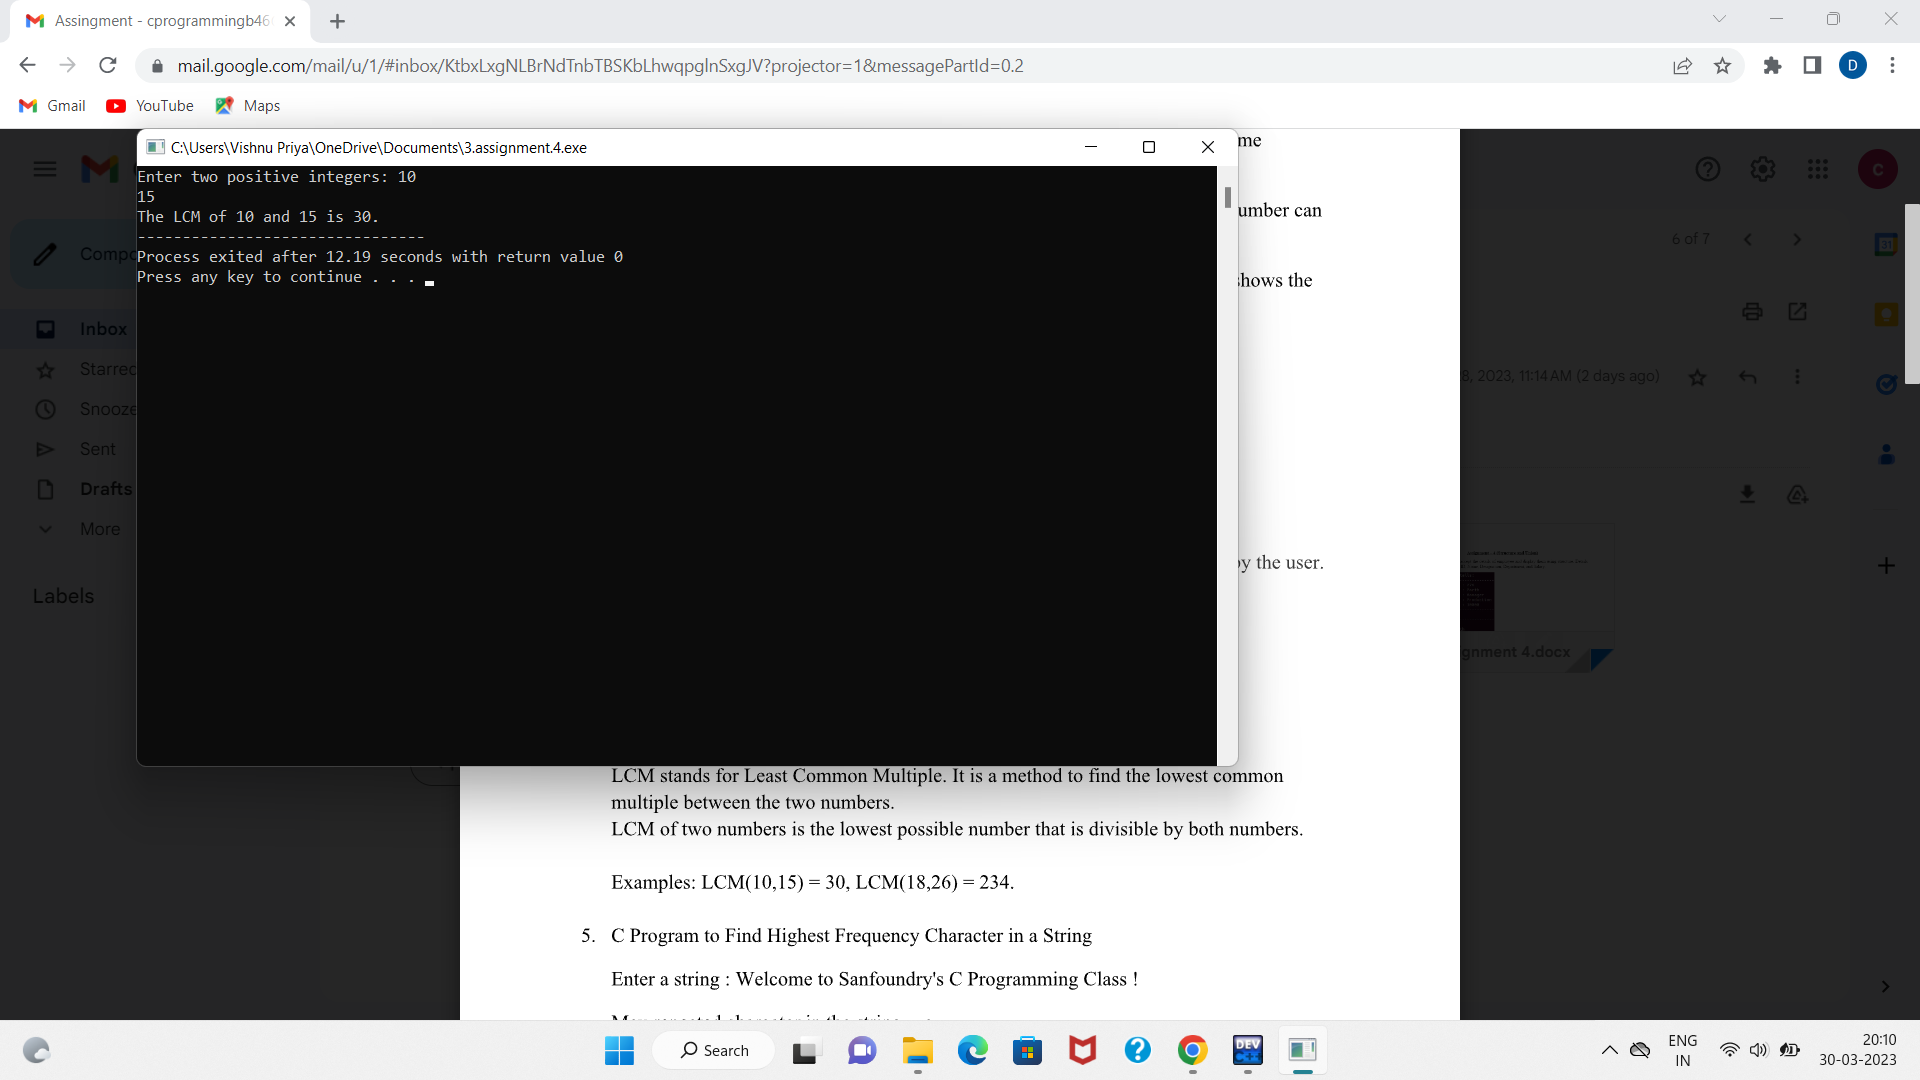 Assingment - cprogrammingb46
mail.google.com/mail/u/1/#inbox/KtbxLxgNLBrNdTnbTBSKbLhwqpglnSxgJV?projector=1&messagePartId=0.2
D
Gmail YouTube Maps
C:\Users\Vishnu Priya\OneDrive\Documents\3.assignment.4.exe
Enter two positive integers: 10
15
The LCM of 10 and 15 is 30.
--------------------------------
Process exited after 12.19 seconds with return value 0
Press any key to continue . . .
me
umber can
shows the
by the user.
C
6 of 7
31
8, 2023, 11:14 AM (2 days ago)
gnment 4.docx
Compo
Inbox
Starred
Snooze
Sent
Drafts
More
Labels
LCM stands for Least Common Multiple. It is a method to find the lowest common
multiple between the two numbers.
LCM of two numbers is the lowest possible number that is divisible by both numbers.
Examples: LCM(10,15) = 30, LCM(18,26) = 234.
5. C Program to Find Highest Frequency Character in a String
Enter a string : Welcome to Sanfoundry's C Programming Class !
Search
DEV
C++
ENG
IN
20:10
30-03-2023